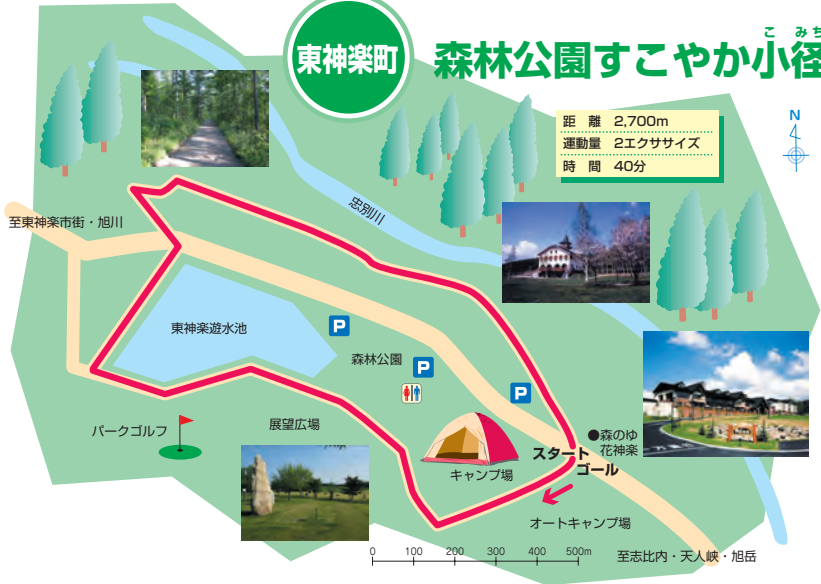 こみち
東神楽町
森林公園すこやか小径
距離 2,700m
運動量 2エクササイズ
時間 40分
N
忠別川
至東神楽市街・旭川
東神楽遊水池
P
森林公園
P
P
パークゴルフ
展望広場
キャンプ場
スタート
ゴール
●森のゆ
花神楽
オートキャンプ場
0 100 200 300 400 500m
至志比内・天人峡・旭岳